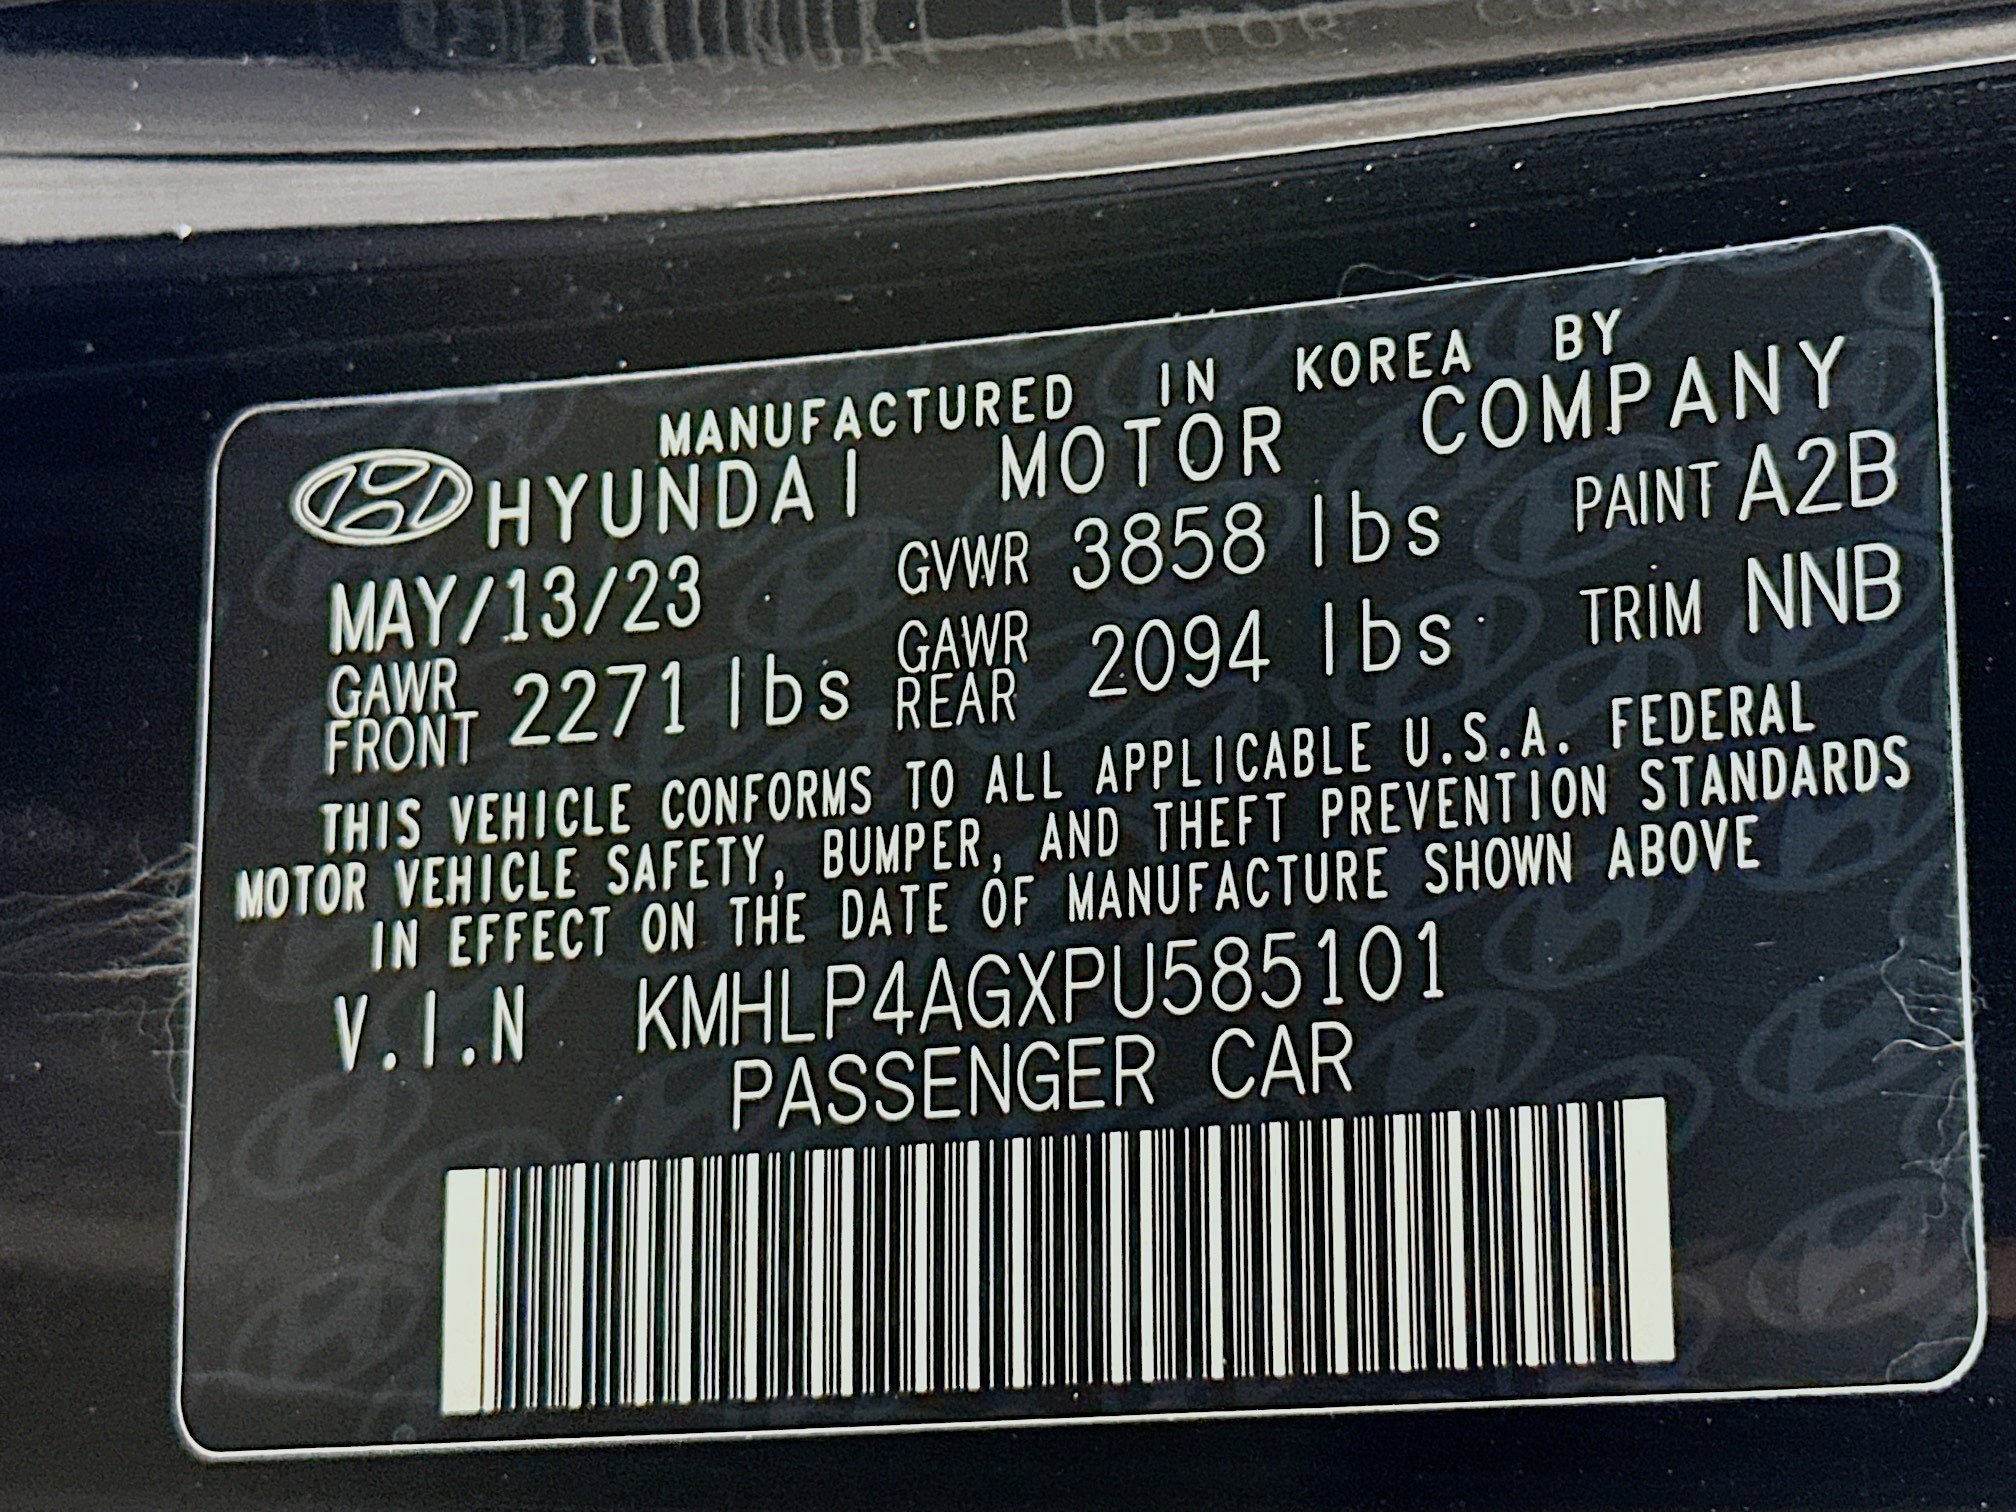 MANUFACTURED IN KOREA BY
HYUNDAI MOTOR COMPANY
MAY/13/23 GVWR 3858 lbs PAINT A2B
GAWR FRONT 2271 lbs GAWR REAR 2094 lbs TRIM NNB
THIS VEHICLE CONFORMS TO ALL APPLICABLE U.S.A. FEDERAL
MOTOR VEHICLE SAFETY, BUMPER, AND THEFT PREVENTION STANDARDS
IN EFFECT ON THE DATE OF MANUFACTURE SHOWN ABOVE
V.I.N KMHLP4AGXPU585101
PASSENGER CAR